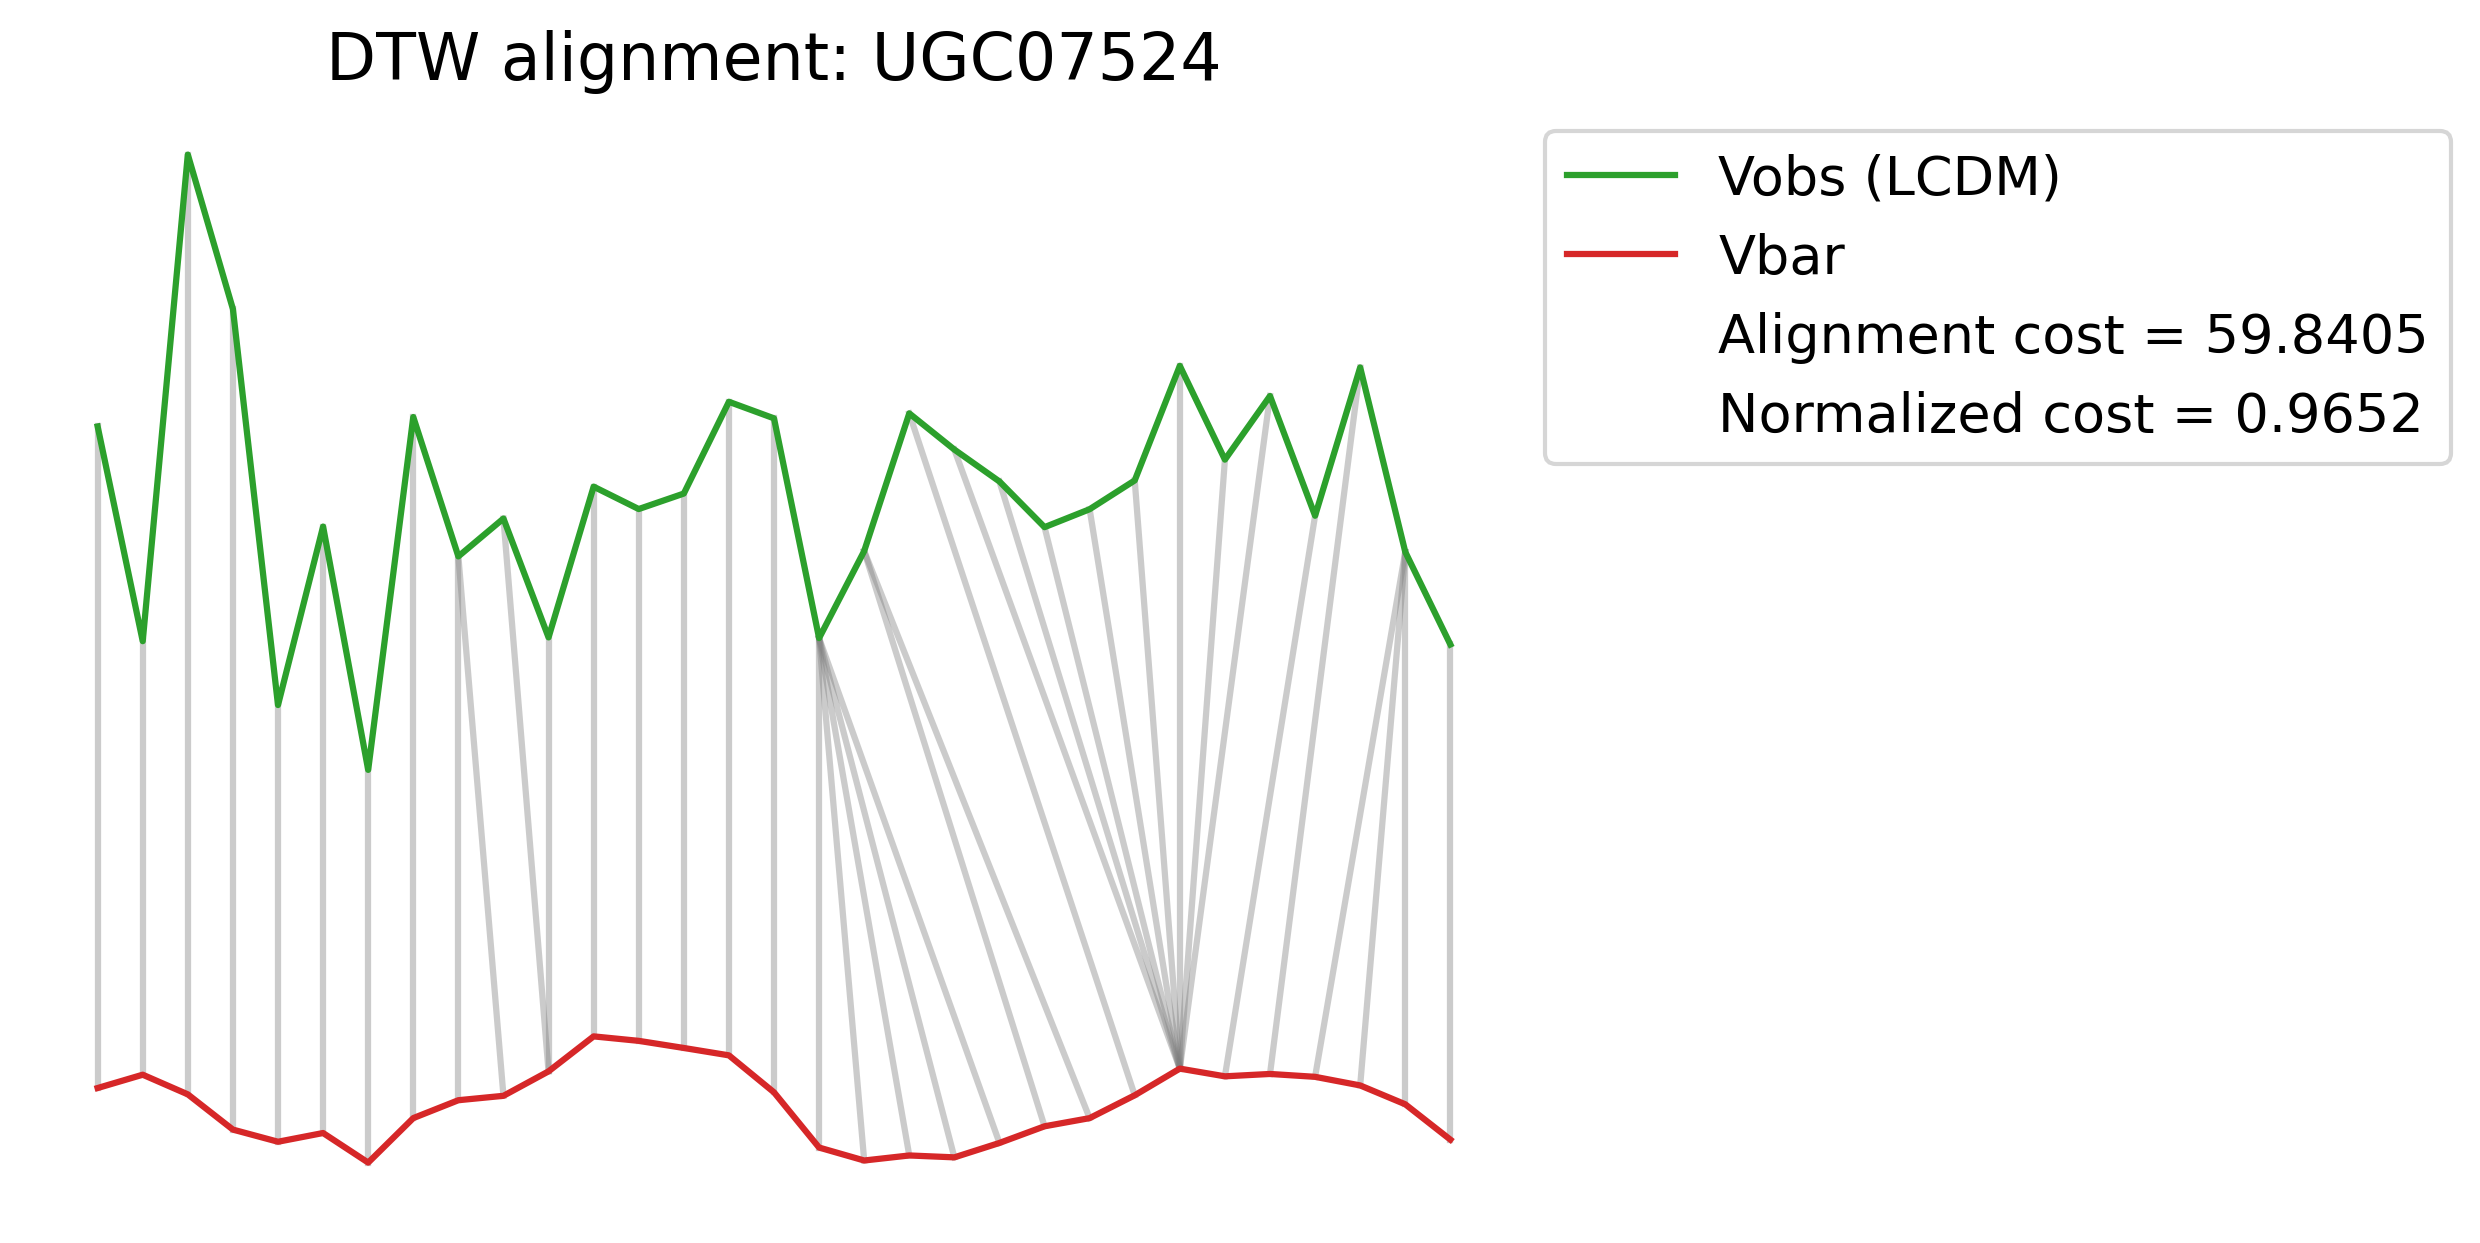 DTW alignment: UGC07524
Vobs (LCDM)
Vbar
Alignment cost = 59.8405
Normalized cost = 0.9652